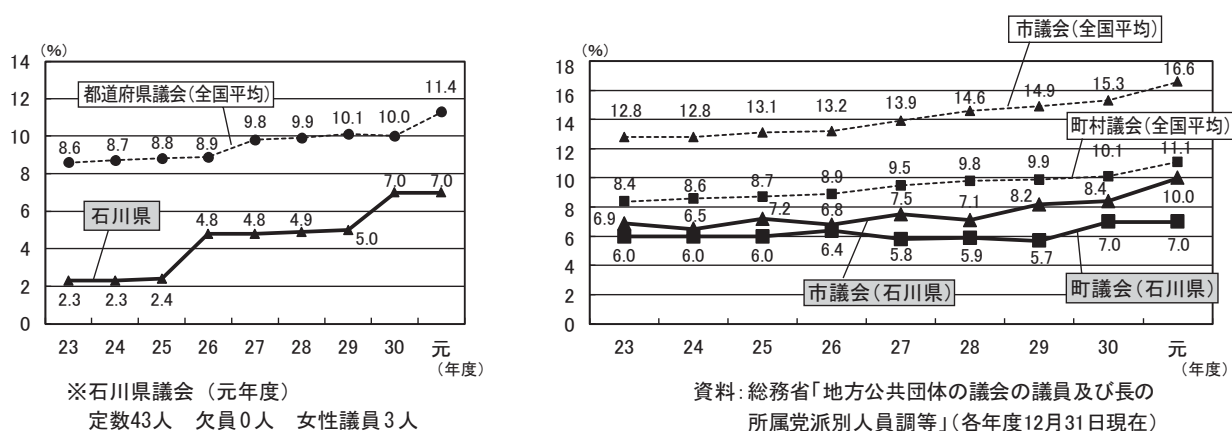 (%)
14
12
10
8
6
4
2
0
都道府県議会(全国平均)
8.6 8.7 8.8 8.9 9.8 9.9 10.1 10.0 11.4
石川県
2.3 2.3 2.4 4.8 4.8 4.9 5.0 7.0 7.0
23 24 25 26 27 28 29 30 元
(年度)
※石川県議会 (元年度)
定数43人 欠員0人 女性議員3人
(%)
18
16
14
12
10
8
6
4
2
0
市議会(全国平均)
12.8 12.8 13.1 13.2 13.9 14.6 14.9 15.3 16.6
町村議会(全国平均)
8.4 8.6 8.7 8.9 9.5 9.8 9.9 10.1 11.1
6.9 6.5 7.2 6.8 7.5 7.1 8.2 8.4 10.0
6.0 6.0 6.0 6.4 5.8 5.9 5.7 7.0 7.0
市議会(石川県)
町議会(石川県)
23 24 25 26 27 28 29 30 元
(年度)
資料:総務省「地方公共団体の議会の議員及び長の
所属党派別人員調等」(各年度12月31日現在)